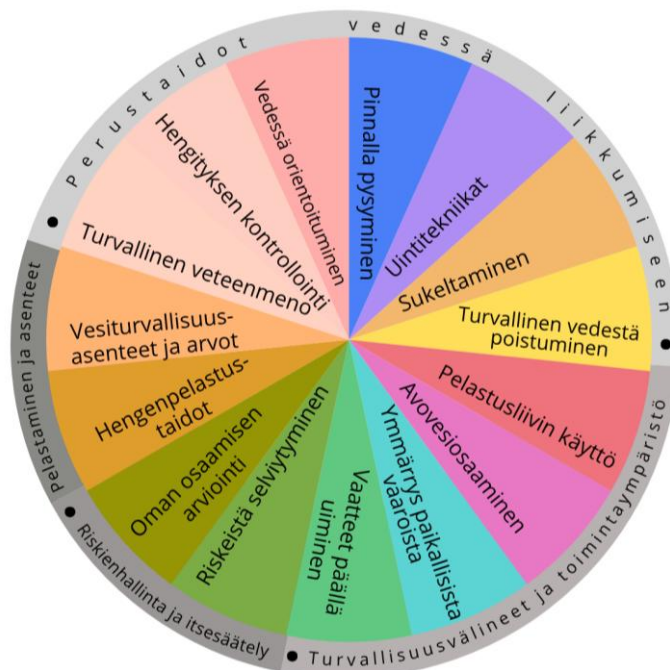 Perustaidot vedessä liikkumisen
Pinnalla pysyminen
Uintitekniikat
Sukeltaminen
Turvallinen vedestä
poistuminen
Turvallisuusvälineet ja toimintaympäristö
Pelastusliivin käyttö
Avovesiosaaminen
Ymmärrys paikallisista
vaaroista
Vaatteet päällä
uiminen
Riskienhallinta ja itsesäätely
Riskeistä selviytyminen
Oman osaamisen
arviointi
Pelastaminen ja asenteet
Hengenpelastus-
taidot
Vesiturvallisuus-
asenteet ja arvot
Turvallinen veteenmeno
Hengityksen kontrollointi
Vedessä orientoituminen